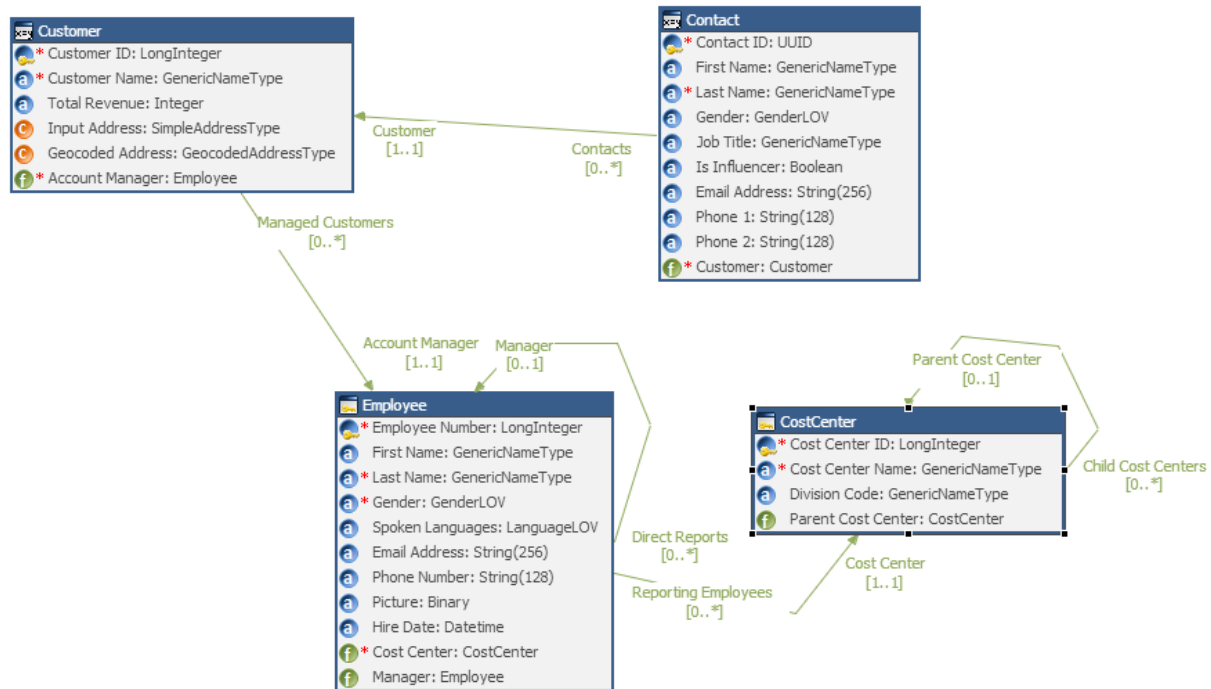 Customer
* Customer ID: LongInteger
* Customer Name: GenericNameType
Total Revenue: Integer
Input Address: SimpleAddressType
Geocoded Address: GeocodedAddressType
* Account Manager: Employee
Contact
* Contact ID: UUID
First Name: GenericNameType
* Last Name: GenericNameType
Gender: GenderLOV
Job Title: GenericNameType
Is Influencer: Boolean
Email Address: String(256)
Phone 1: String(128)
Phone 2: String(128)
* Customer: Customer
Customer
[1..1]
Contacts
[0..*]
Managed Customers
[0..*]
Account Manager
[1..1]
Manager
[0..1]
Employee
* Employee Number: LongInteger
First Name: GenericNameType
* Last Name: GenericNameType
* Gender: GenderLOV
Spoken Languages: LanguageLOV
Email Address: String(256)
Phone Number: String(128)
Picture: Binary
Hire Date: Datetime
* Cost Center: CostCenter
Manager: Employee
Direct Reports
[0..*]
Reporting Employees
[0..*]
Parent Cost Center
[0..1]
CostCenter
* Cost Center ID: LongInteger
* Cost Center Name: GenericNameType
Division Code: GenericNameType
Parent Cost Center: CostCenter
Child Cost Centers
[0..*]
Cost Center
[1..1]